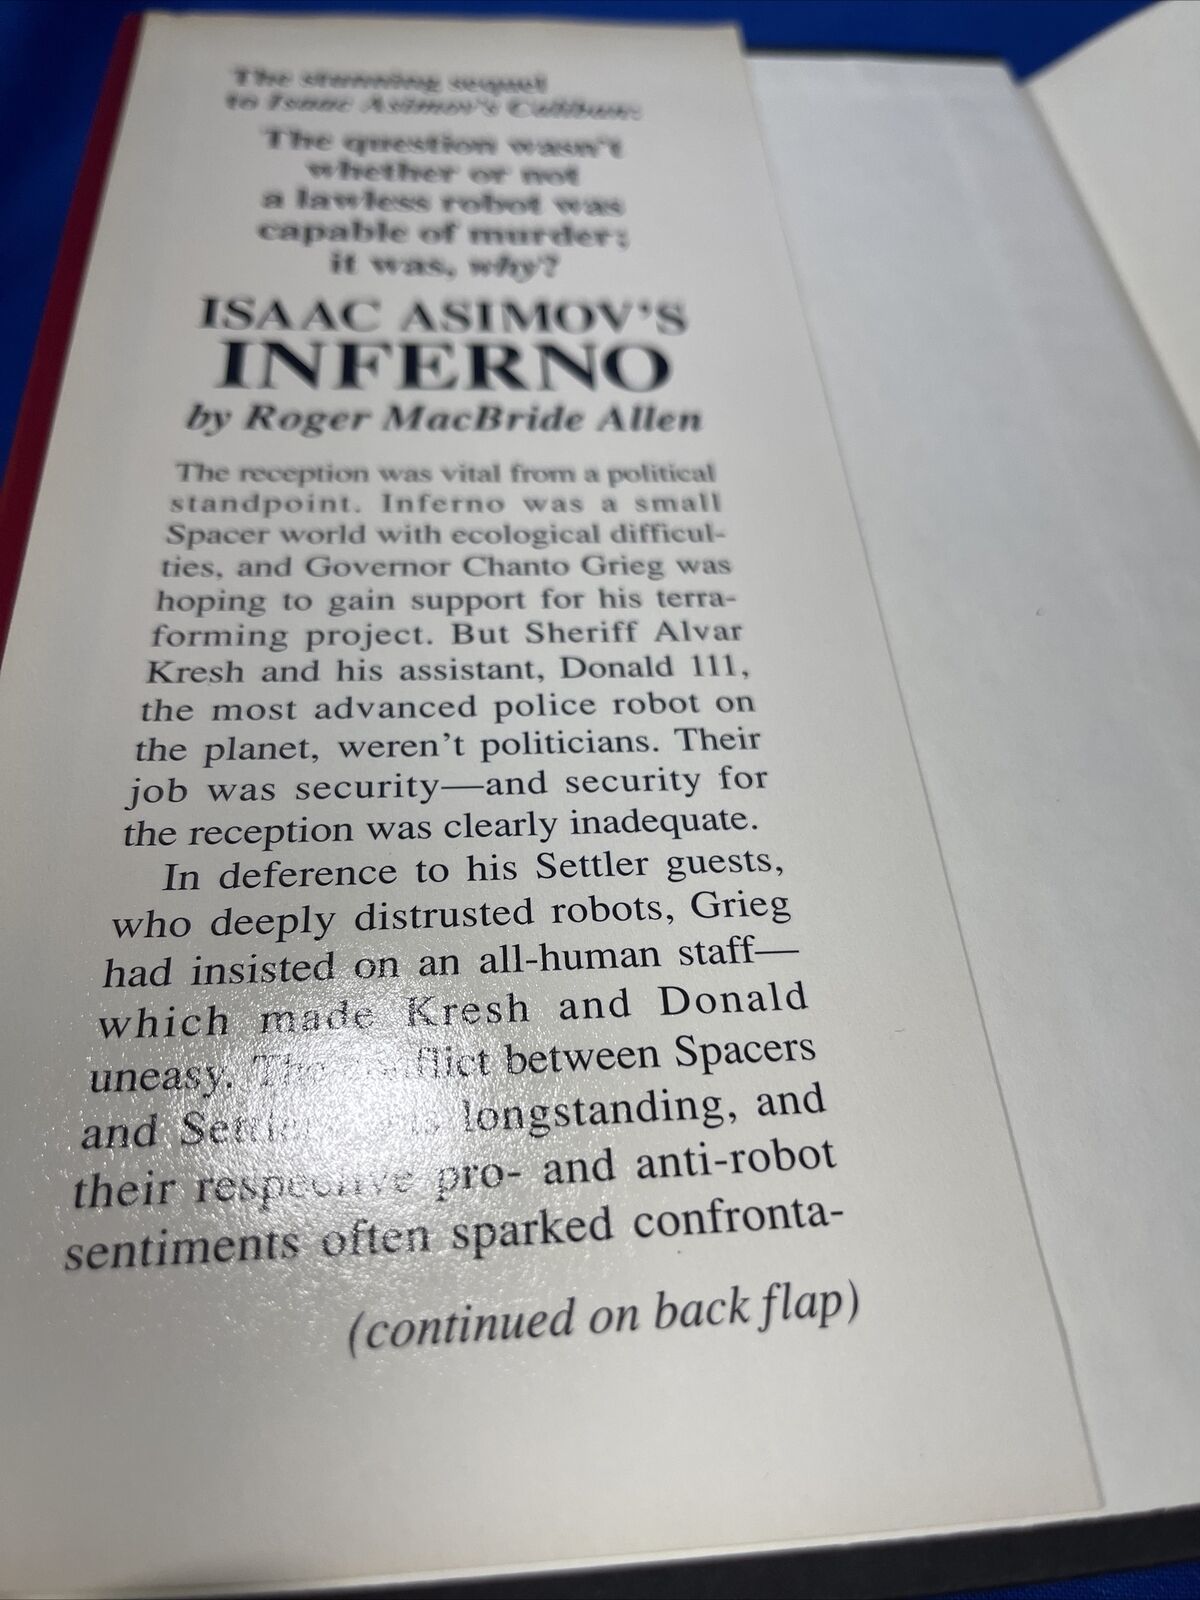 The stunning sequel
to Isaac Asimov's Caliban:
The question wasn't
whether or not
a lawless robot was
capable of murder;
it was, why?
ISAAC ASIMOV'S
INFERNO
by Roger MacBride Allen
The reception was vital from a political
standpoint. Inferno was a small
Spacer world with ecological difficul-
ties, and Governor Chanto Grieg was
hoping to gain support for his terra-
forming project. But Sheriff Alvar
Kresh and his assistant, Donald 111,
the most advanced police robot on
the planet, weren't politicians. Their
job was security—and security for
the reception was clearly inadequate.
In deference to his Settler guests,
who deeply distrusted robots, Grieg
had insisted on an all-human staff—
which made Kresh and Donald
uneasy. The conflict between Spacers
and Settlers was longstanding, and
their respective pro- and anti-robot
sentiments often sparked confronta-
(continued on back flap)